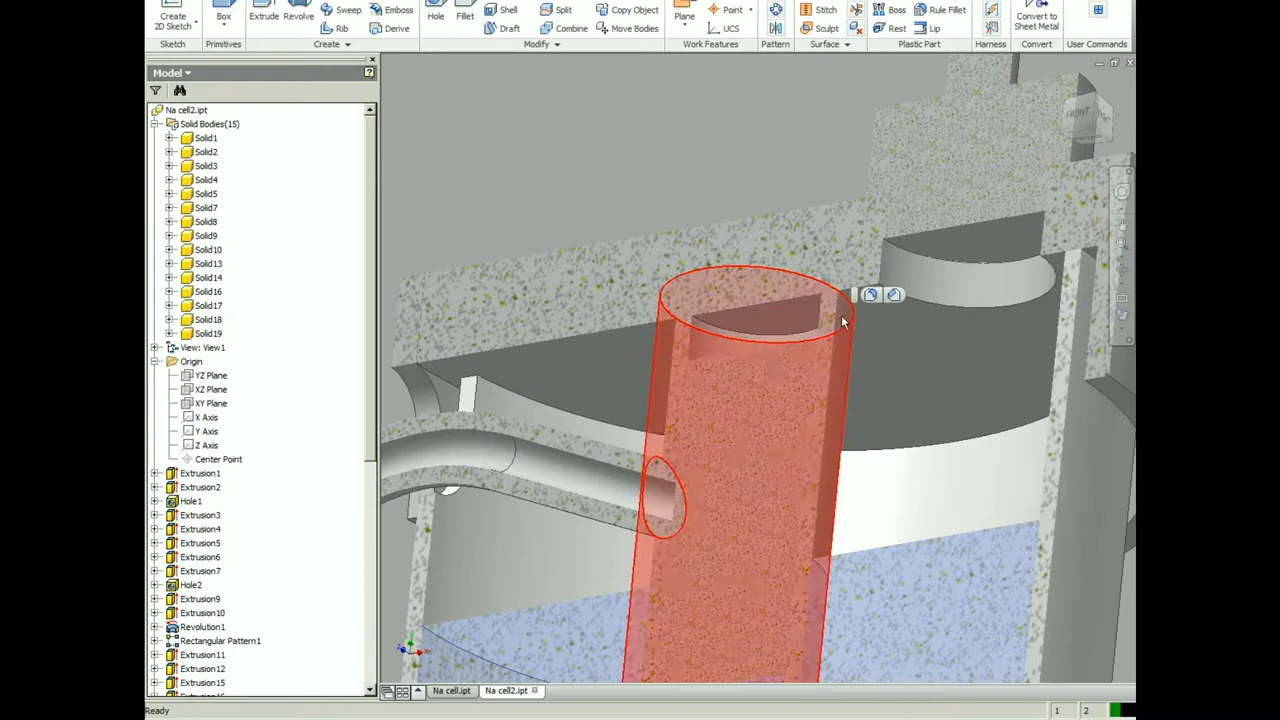 Create
2D Sketch
Box
Extrude
Revolve
Sweep
Emboss
Rib
Derive
Hole
Fillet
Shell
Split
Copy Object
Draft
Combine
Move Bodies
Plane
Point
UCS
Stitch
Sculpt
Boss
Rule Fillet
Rest
Lip
Convert to
Sheet Metal
Sketch
Primitives
Create
Modify
Work Features
Pattern
Surface
Plastic Part
Harness
Convert
User Commands
Model
Na cell2.ipt
Solid Bodies(15)
Solid1
Solid2
Solid3
Solid4
Solid5
Solid7
Solid8
Solid9
Solid10
Solid13
Solid14
Solid16
Solid17
Solid18
Solid19
View: View1
Origin
YZ Plane
XZ Plane
XY Plane
X Axis
Y Axis
Z Axis
Center Point
Extrusion1
Extrusion2
Hole1
Extrusion3
Extrusion4
Extrusion5
Extrusion6
Extrusion7
Hole2
Extrusion9
Extrusion10
Revolution1
Rectangular Pattern1
Extrusion11
Extrusion12
Extrusion15
FRONT
Na cell.ipt
Na cell2.ipt
Ready
1
2